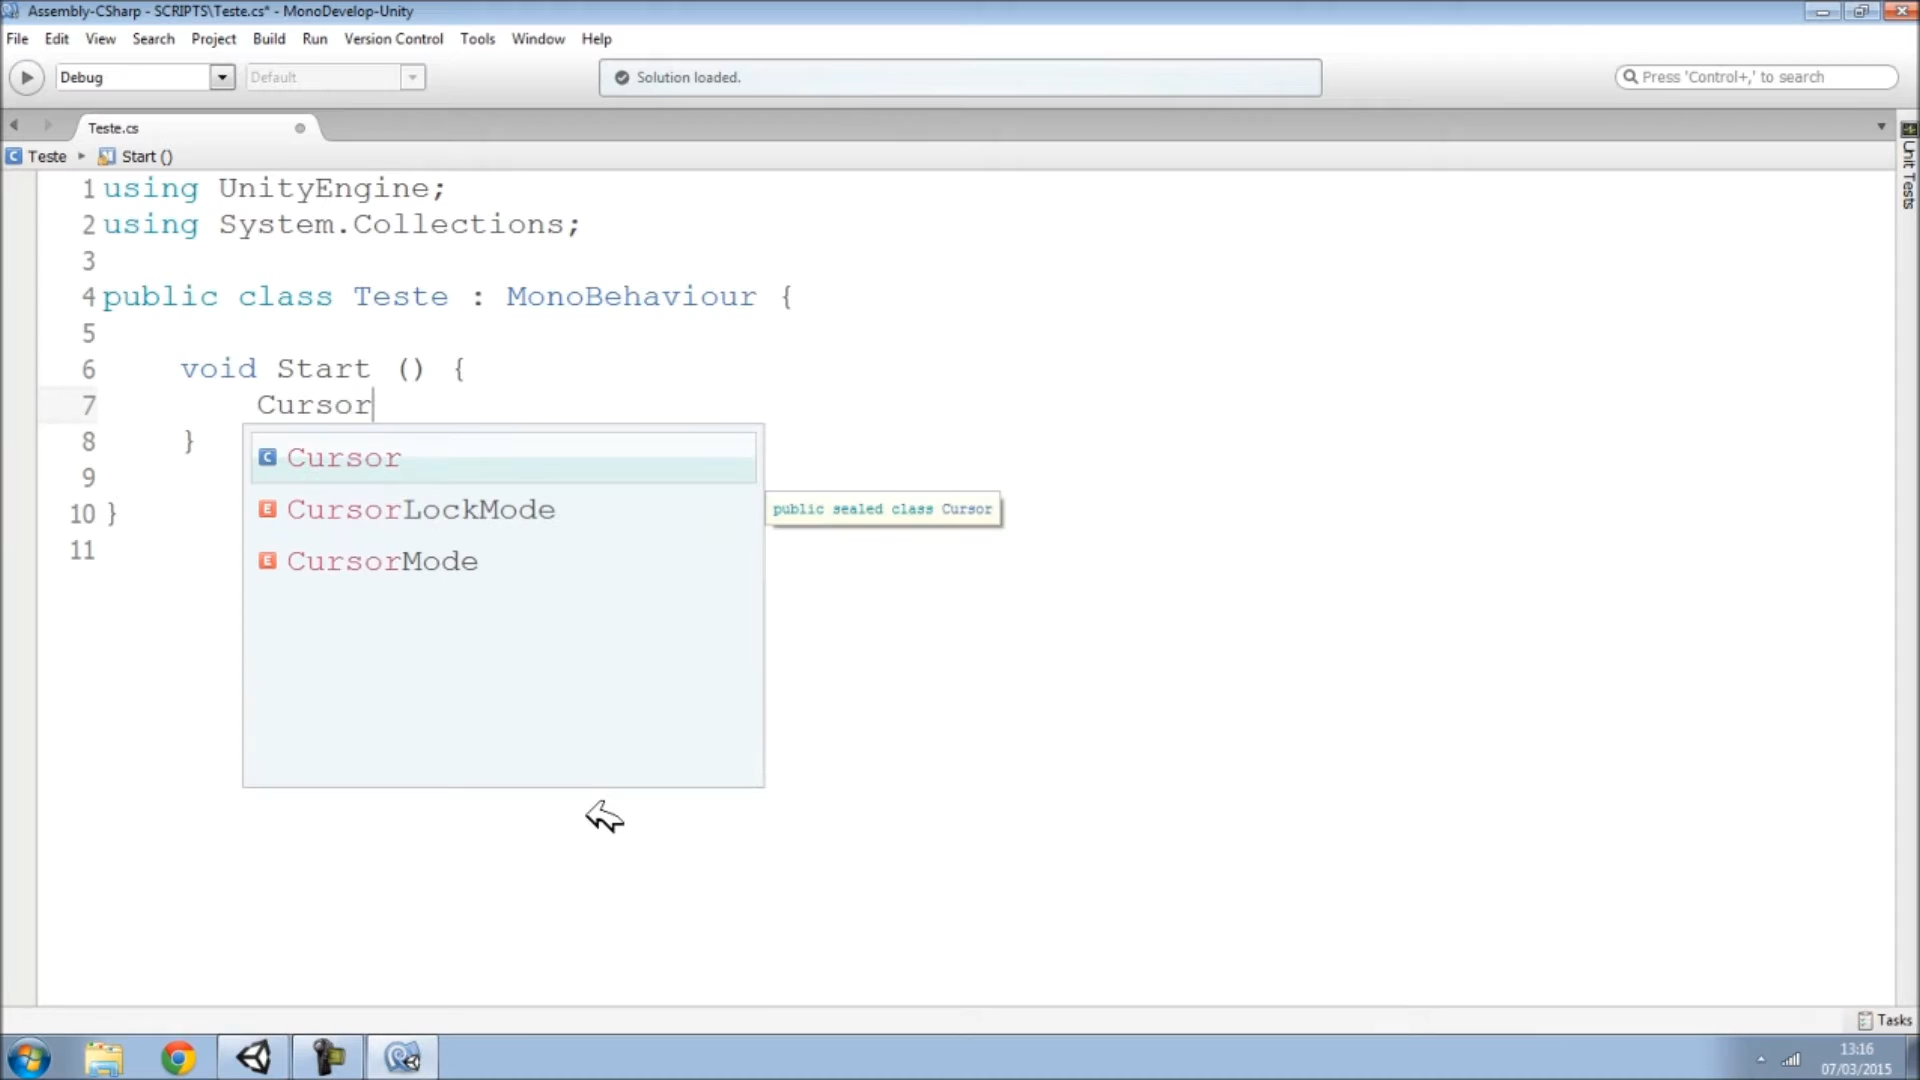 Assembly-CSharp - SCRIPTS\Teste.cs* - MonoDevelop-Unity
File Edit View Search Project Build Run Version Control Tools Window Help
Debug Default Solution loaded. Press 'Control+,' to search
Teste.cs
Teste Start ()
Unit Tests
1 using UnityEngine;
2 using System.Collections;
3
4 public class Teste : MonoBehaviour {
5
6 void Start () {
7 Cursor
8 }
9
10 }
11
Cursor
CursorLockMode
CursorMode
public sealed class Cursor
Tasks
13:16
07/03/2015